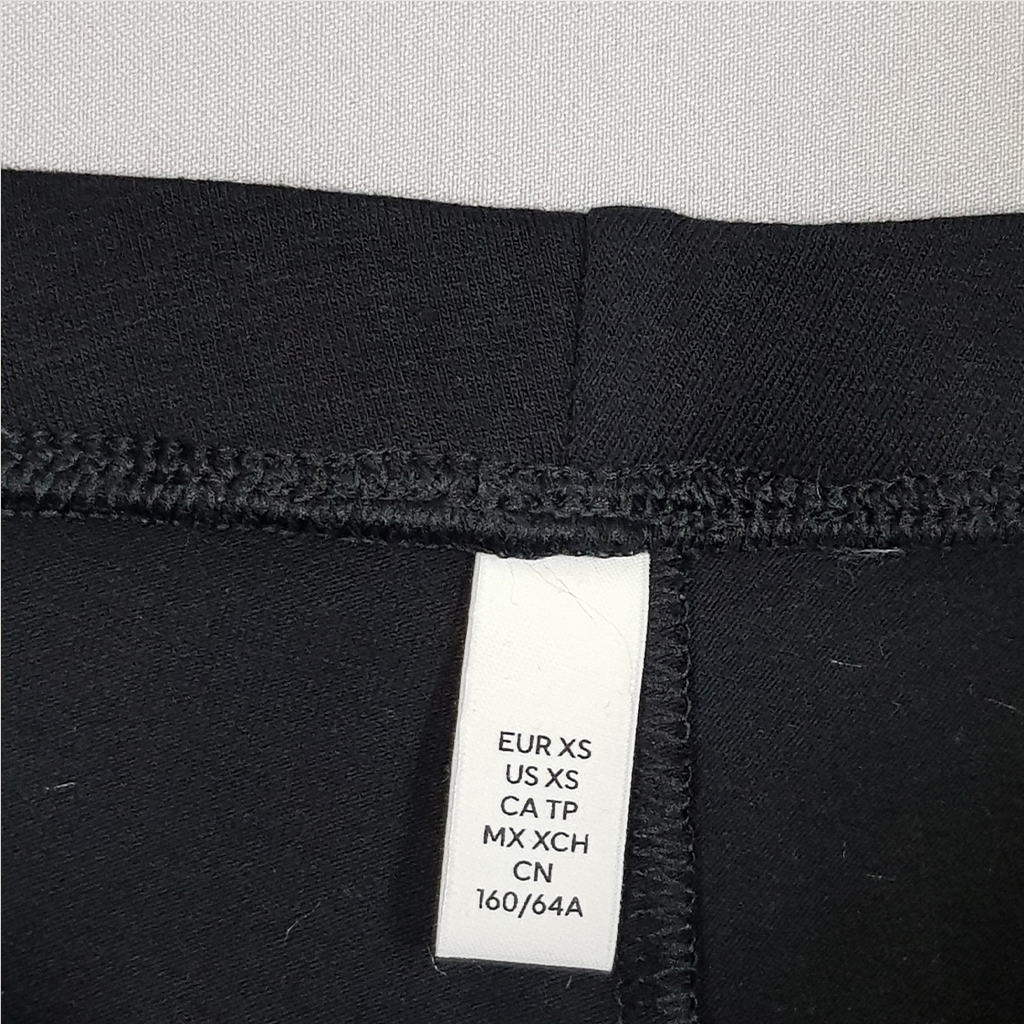 EUR XS
US XS
CA TP
MX XCH
CN
160/64A